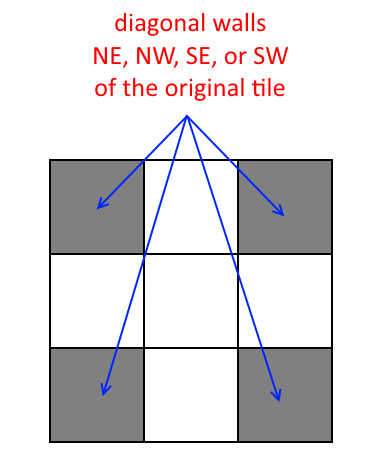 diagonal walls
NE, NW, SE, or SW
of the original tile